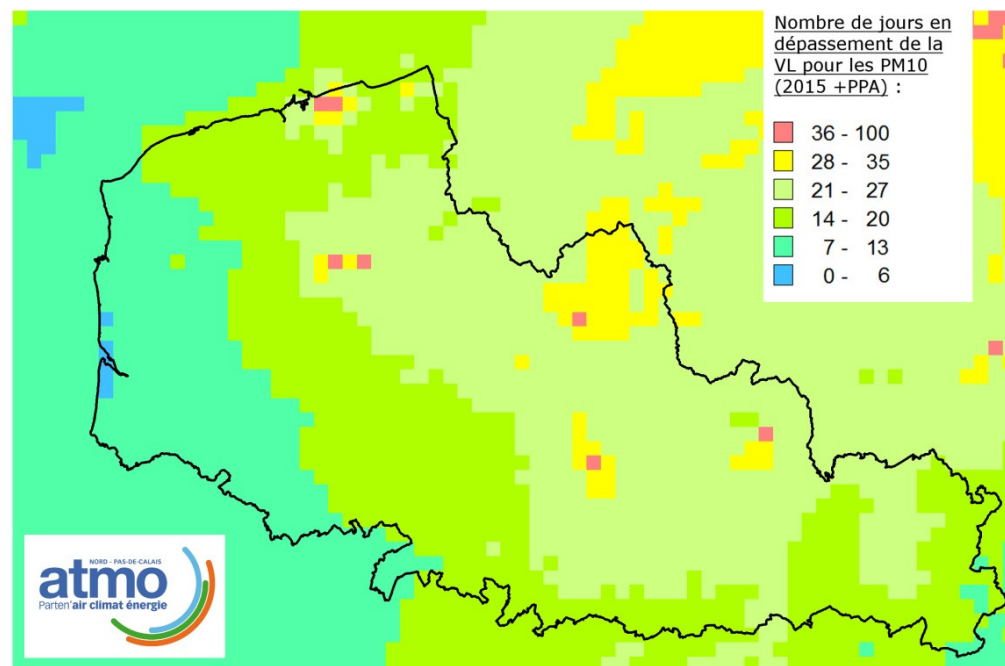 Nombre de jours en
dépassement de la
VL pour les PM10
(2015 +PPA) :
36 - 100
28 - 35
21 - 27
14 - 20
7 - 13
0 - 6
NORD - PAS-DE-CALAIS
atmo
Parten'air climat énergie